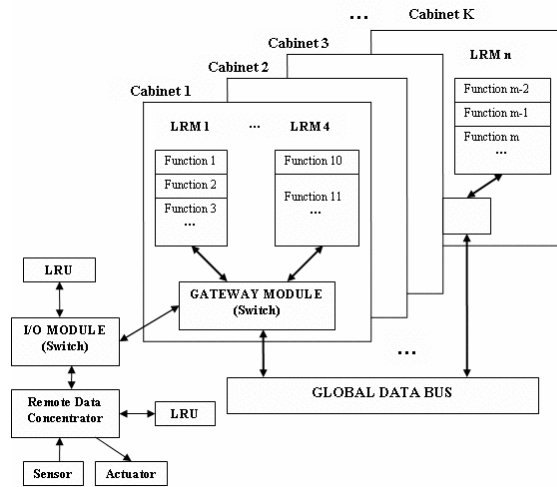 ... Cabinet K
Cabinet 3
Cabinet 2
Cabinet 1
LRM n
Function m-2
Function m-1
Function m
...
LRM 1 ... LRM 4
Function 1
Function 2
Function 3
...
Function 10
Function 11
...
GATEWAY MODULE
(Switch)
LRU
I/O MODULE
(Switch)
...
GLOBAL DATA BUS
Remote Data
Concentrator
LRU
Sensor
Actuator